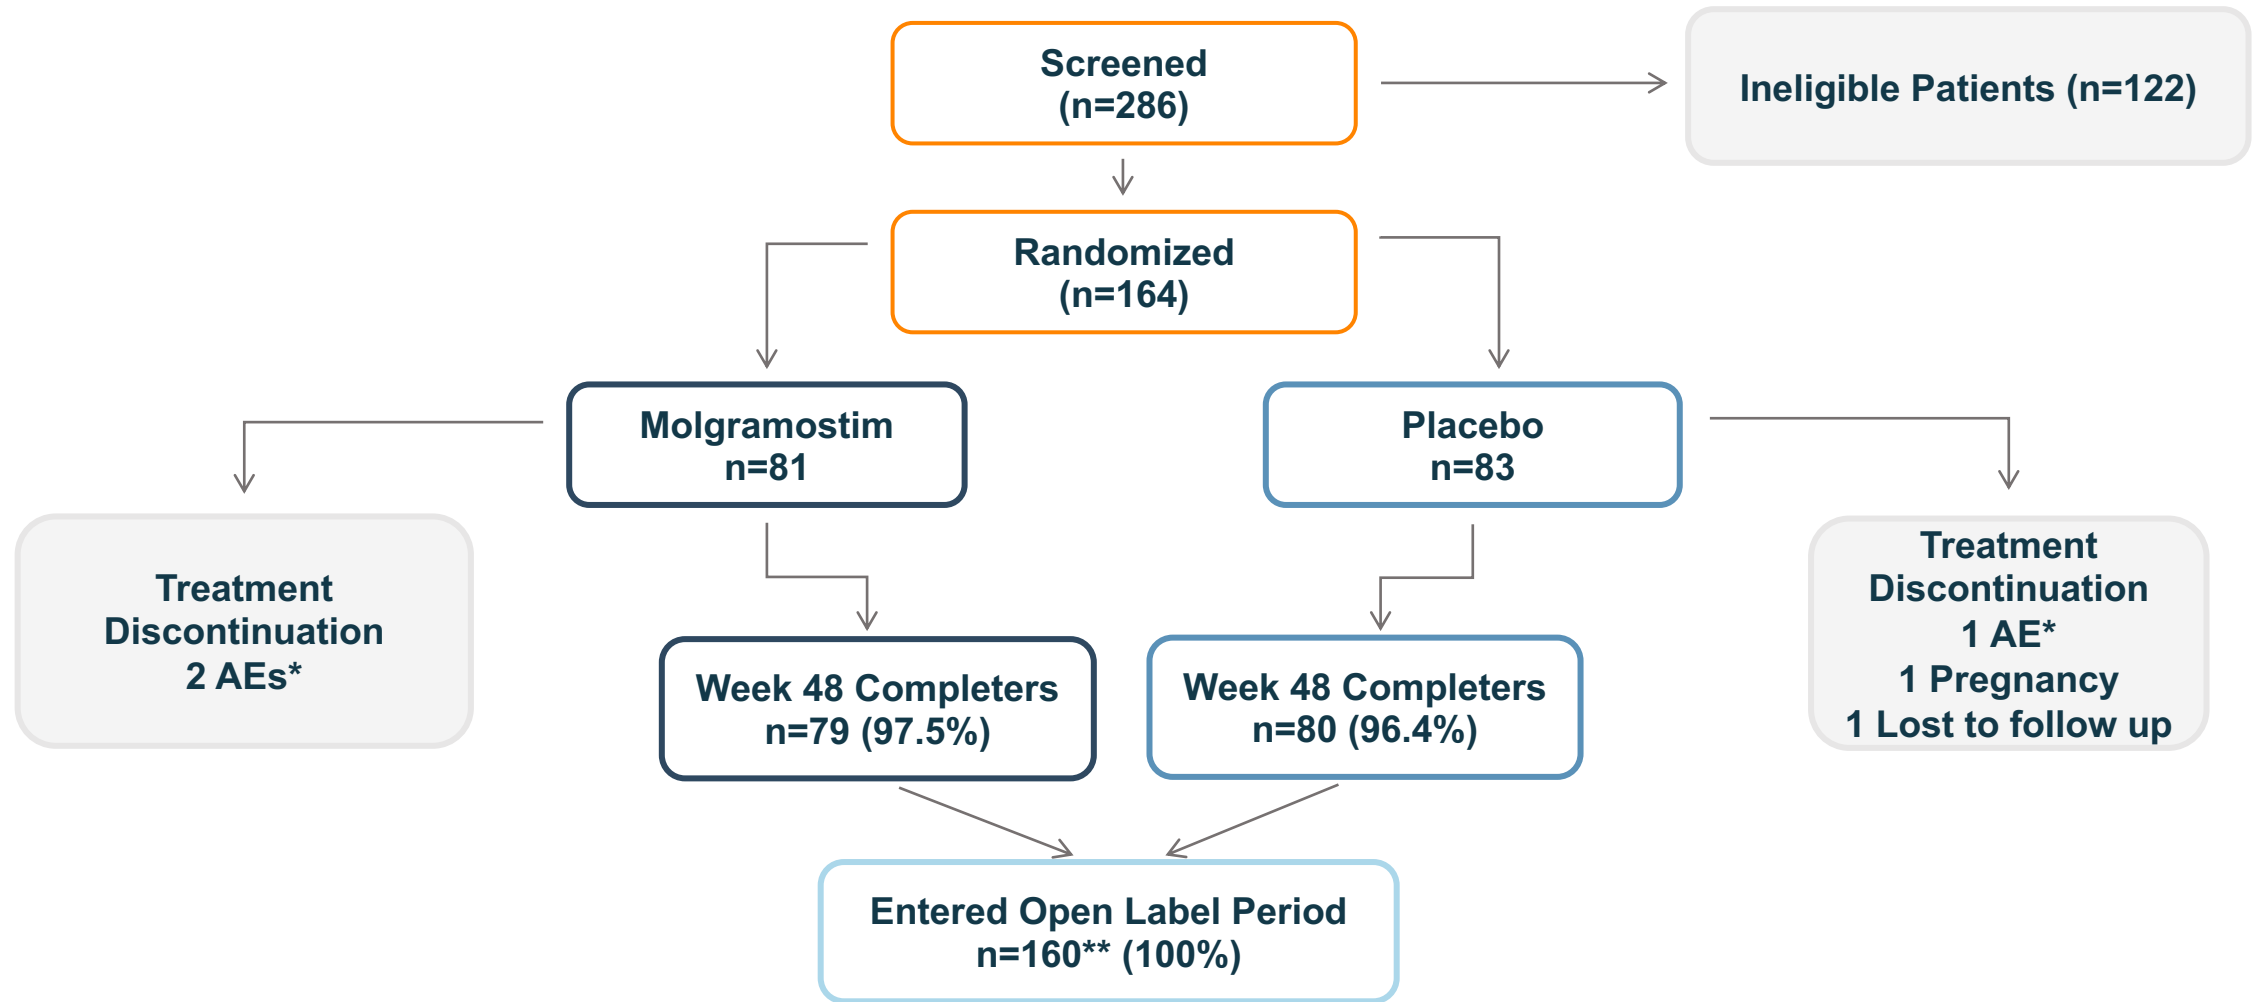 Screened
(n=286)
Ineligible Patients (n=122)
Randomized
(n=164)
Molgramostim
n=81
Placebo
n=83
Treatment
Discontinuation
2 AEs*
Week 48 Completers
n=79 (97.5%)
Week 48 Completers
n=80 (96.4%)
Treatment
Discontinuation
1 AE*
1 Pregnancy
1 Lost to follow up
Entered Open Label Period
n=160** (100%)